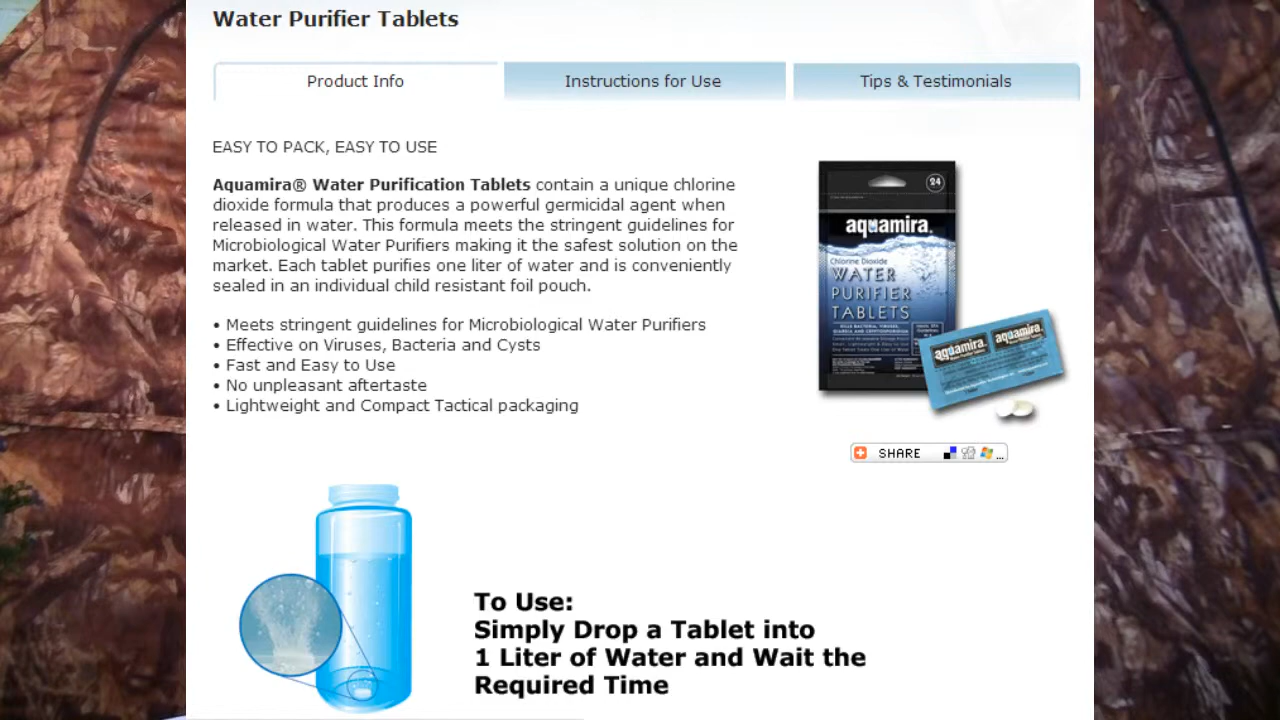 Water Purifier Tablets
Product Info
Instructions for Use
Tips & Testimonials
EASY TO PACK, EASY TO USE
Aquamira® Water Purification Tablets contain a unique chlorine
dioxide formula that produces a powerful germicidal agent when
released in water. This formula meets the stringent guidelines for
Microbiological Water Purifiers making it the safest solution on the
market. Each tablet purifies one liter of water and is conveniently
sealed in an individual child resistant foil pouch.
• Meets stringent guidelines for Microbiological Water Purifiers
• Effective on Viruses, Bacteria and Cysts
• Fast and Easy to Use
• No unpleasant aftertaste
• Lightweight and Compact Tactical packaging
24
aquamira.
Chlorine Dioxide
WATER
PURIFIER
TABLETS
KILLS BACTERIA, VIRUSES,
aquamira.
aquamira.
SHARE ...
To Use:
Simply Drop a Tablet into
1 Liter of Water and Wait the
Required Time